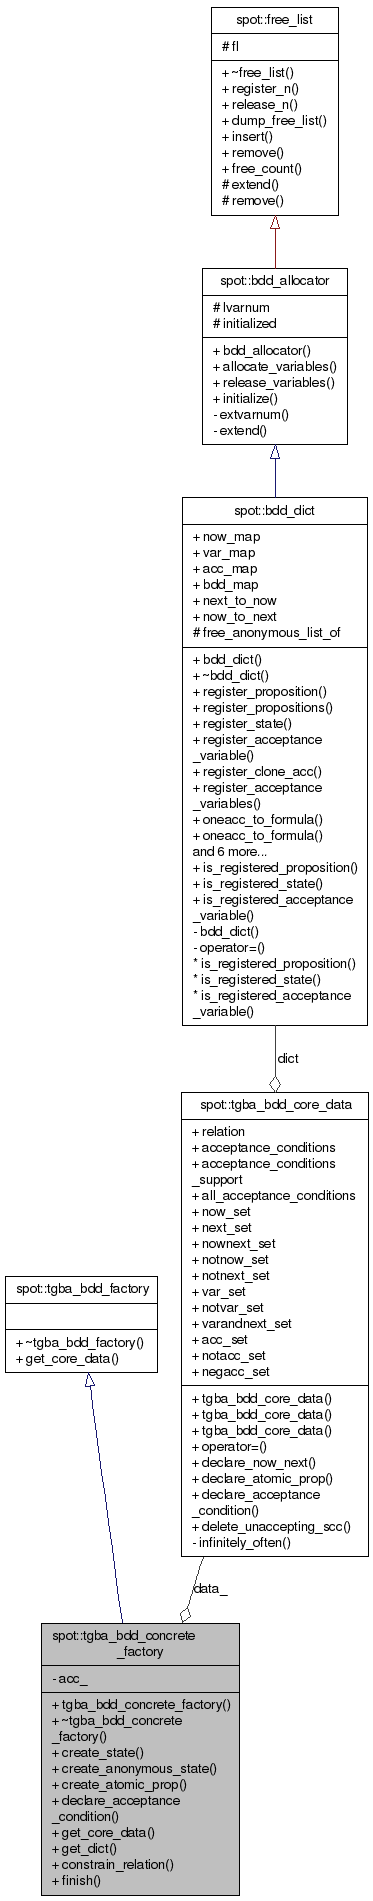 spot::free_list
# fl
+ ~free_list()
+ register_n()
+ release_n()
+ dump_free_list()
+ insert()
+ remove()
+ free_count()
# extend()
# remove()
spot::bdd_allocator
# lvarnum
# initialized
+ bdd_allocator()
+ allocate_variables()
+ release_variables()
+ initialize()
- extvarnum()
- extend()
spot::bdd_dict
+ now_map
+ var_map
+ acc_map
+ bdd_map
+ next_to_now
+ now_to_next
# free_anonymous_list_of
+ bdd_dict()
+ ~bdd_dict()
+ register_proposition()
+ register_propositions()
+ register_state()
+ register_acceptance
_variable()
+ register_clone_acc()
+ register_acceptance
_variables()
+ oneacc_to_formula()
+ oneacc_to_formula()
and 6 more...
+ is_registered_proposition()
+ is_registered_state()
+ is_registered_acceptance
_variable()
- bdd_dict()
- operator=()
* is_registered_proposition()
* is_registered_state()
* is_registered_acceptance
_variable()
dict
spot::tgba_bdd_core_data
+ relation
+ acceptance_conditions
+ acceptance_conditions
_support
+ all_acceptance_conditions
+ now_set
+ next_set
+ nownext_set
+ notnow_set
+ notnext_set
+ var_set
+ notvar_set
+ varandnext_set
+ acc_set
+ notacc_set
+ negacc_set
+ tgba_bdd_core_data()
+ tgba_bdd_core_data()
+ tgba_bdd_core_data()
+ operator=()
+ declare_now_next()
+ declare_atomic_prop()
+ declare_acceptance
_condition()
+ delete_unaccepting_scc()
- infinitely_often()
spot::tgba_bdd_factory
+ ~tgba_bdd_factory()
+ get_core_data()
data_
spot::tgba_bdd_concrete
_factory
- acc_
+ tgba_bdd_concrete_factory()
+ ~tgba_bdd_concrete
_factory()
+ create_state()
+ create_anonymous_state()
+ create_atomic_prop()
+ declare_acceptance
_condition()
+ get_core_data()
+ get_dict()
+ constrain_relation()
+ finish()